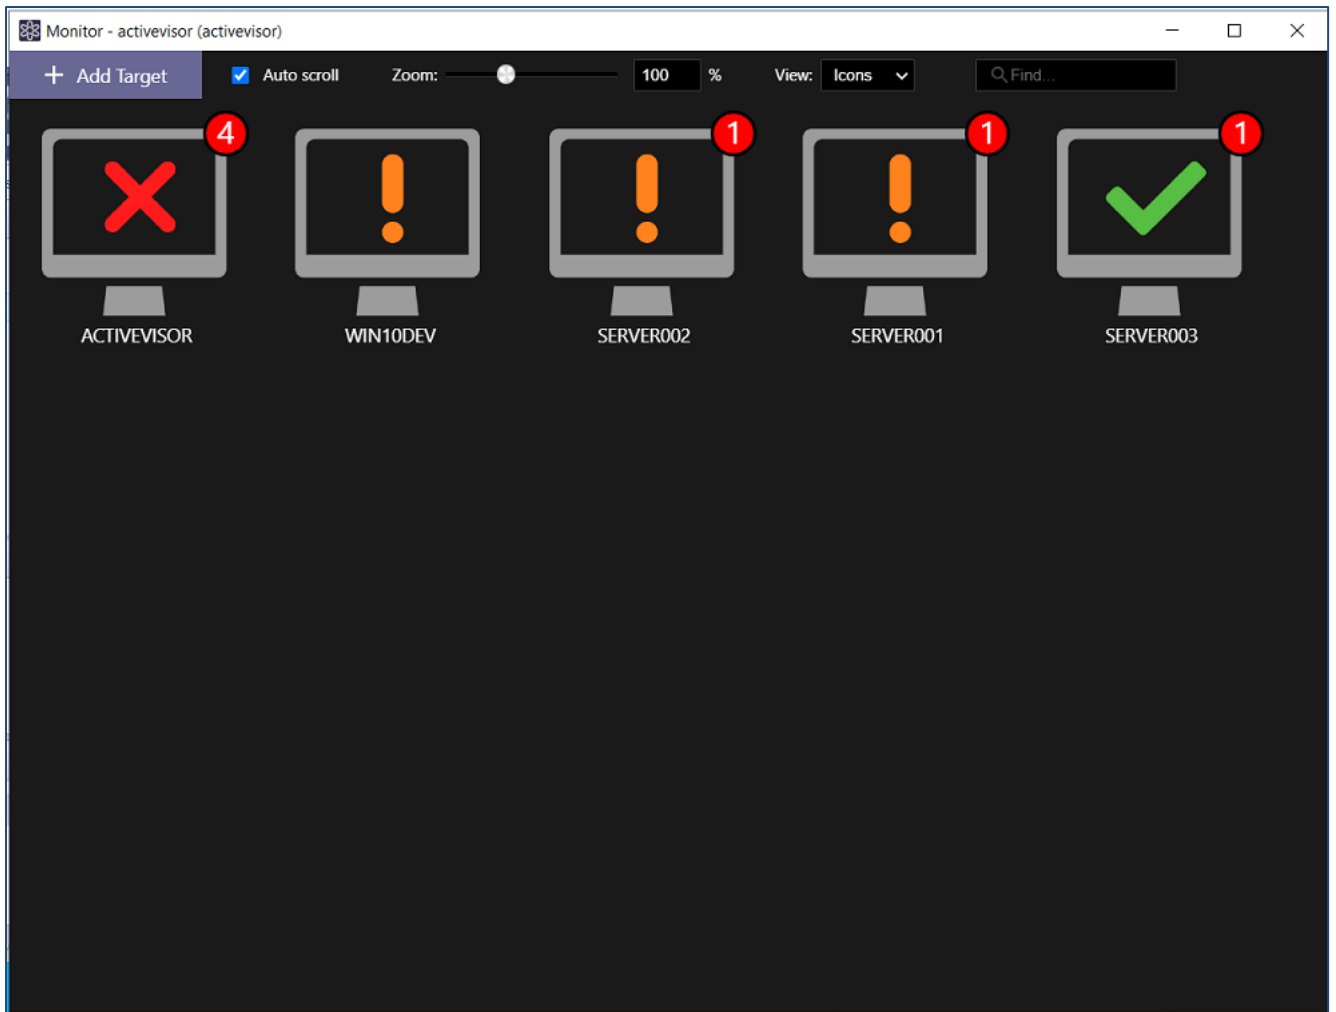 Monitor - activevisor (activevisor)
+ Add Target Auto scroll Zoom: 100 % View: Icons Find...
4 1 1 1
ACTIVEVISOR WIN10DEV SERVER002 SERVER001 SERVER003